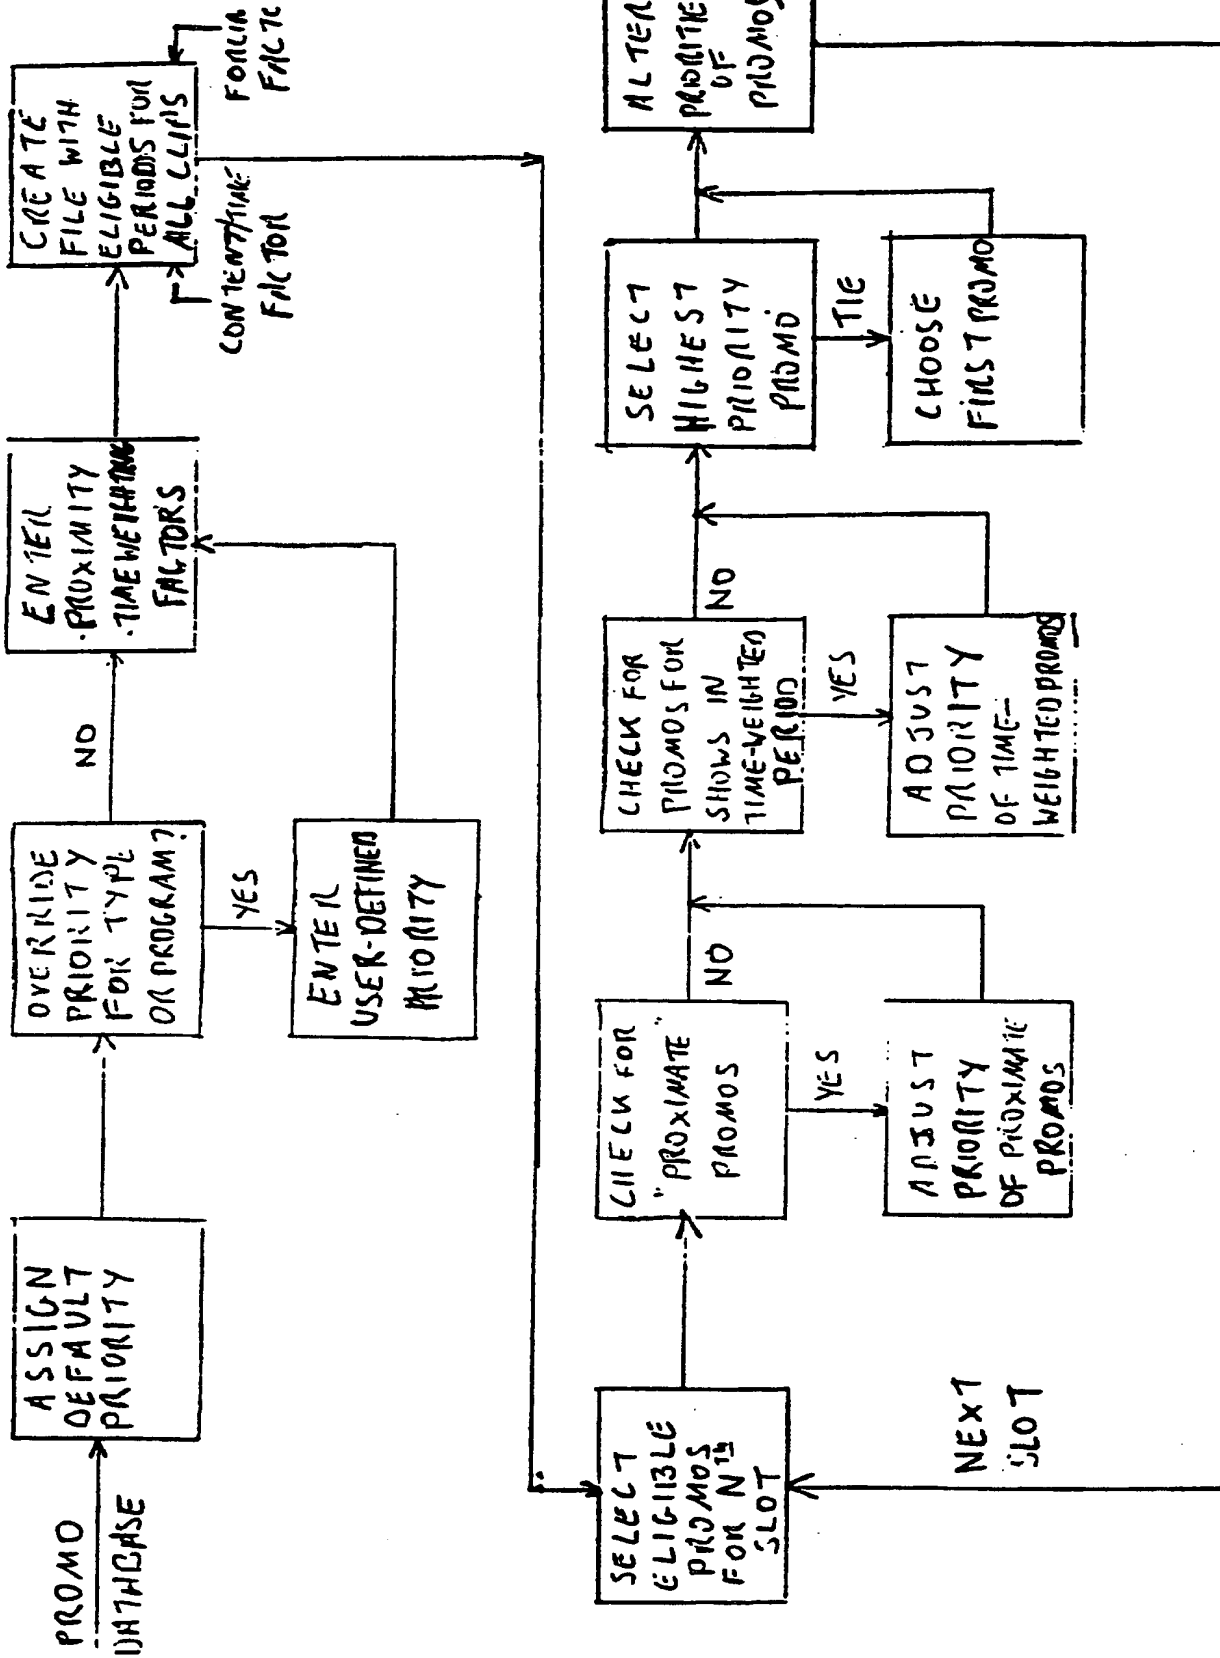 PROMO
DATABASE
ASSIGN
DEFAULT
PRIORITY
OVERRIDE
PRIORITY
FOR TYPE
OR PROGRAM?
NO
YES
ENTER
USER-DEFINED
PRIORITY
ENTER
·PROXIMITY
·TIME WEIGHTING
FACTORS
CREATE
FILE WITH
ELIGIBLE
PERIODS FOR
ALL CLIPS
CONTENT/TIME
FACTOR
SELECT
ELIGIBLE
PROMOS
FOR NTH
SLOT
NEXT
SLOT
CHECK FOR
"PROXIMATE"
PROMOS
NO
YES
ADJUST
PRIORITY
OF PROXIMATE
PROMOS
CHECK FOR
PROMOS FOR
SHOWS IN
TIME-WEIGHTED
PERIOD
NO
YES
ADJUST
PRIORITY
OF TIME-
WEIGHTED PROMOS
SELECT
HIGHEST
PRIORITY
PROMO
TIE
CHOOSE
FIRST PROMO
ALTER
PRIORITIE
OF
PROMOS